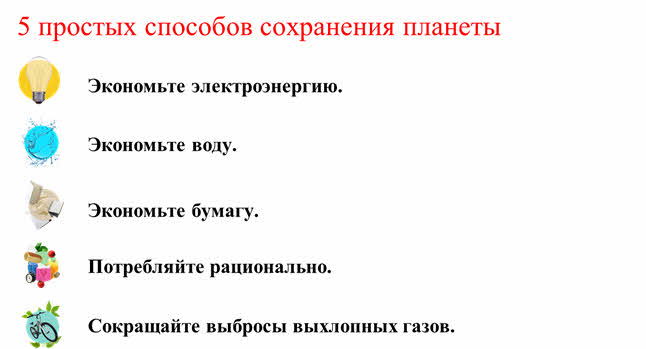 5 простых способов сохранения планеты
Экономьте электроэнергию.
Экономьте воду.
Экономьте бумагу.
Потребляйте рационально.
Сокращайте выбросы выхлопных газов.